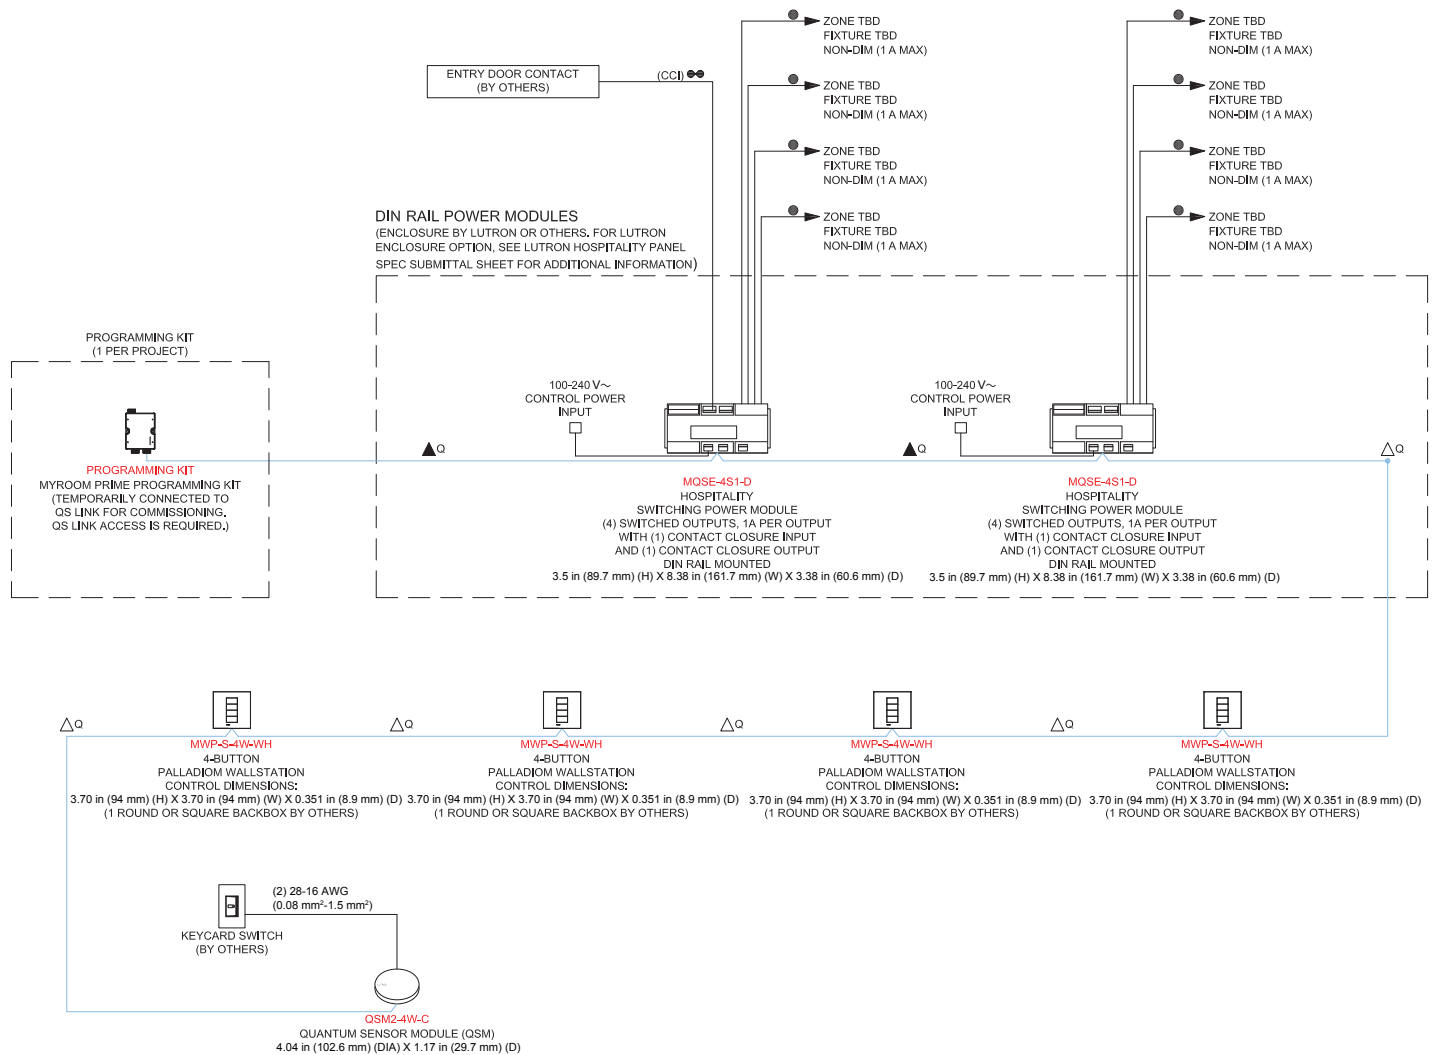 ZONE TBD
FIXTURE TBD
NON-DIM (1 A MAX)
ZONE TBD
FIXTURE TBD
NON-DIM (1 A MAX)
ENTRY DOOR CONTACT
(BY OTHERS)
(CCI)
ZONE TBD
FIXTURE TBD
NON-DIM (1 A MAX)
ZONE TBD
FIXTURE TBD
NON-DIM (1 A MAX)
ZONE TBD
FIXTURE TBD
NON-DIM (1 A MAX)
ZONE TBD
FIXTURE TBD
NON-DIM (1 A MAX)
ZONE TBD
FIXTURE TBD
NON-DIM (1 A MAX)
ZONE TBD
FIXTURE TBD
NON-DIM (1 A MAX)
DIN RAIL POWER MODULES
(ENCLOSURE BY LUTRON OR OTHERS. FOR LUTRON
ENCLOSURE OPTION, SEE LUTRON HOSPITALITY PANEL
SPEC SUBMITTAL SHEET FOR ADDITIONAL INFORMATION)
PROGRAMMING KIT
(1 PER PROJECT)
100-240 V~
CONTROL POWER
INPUT
100-240 V~
CONTROL POWER
INPUT
Q
Q
Q
PROGRAMMING KIT
MYROOM PRIME PROGRAMMING KIT
(TEMPORARILY CONNECTED TO
QS LINK FOR COMMISSIONING.
QS LINK ACCESS IS REQUIRED.)
MQSE-4S1-D
HOSPITALITY
SWITCHING POWER MODULE
(4) SWITCHED OUTPUTS, 1A PER OUTPUT
WITH (1) CONTACT CLOSURE INPUT
AND (1) CONTACT CLOSURE OUTPUT
DIN RAIL MOUNTED
3.5 in (89.7 mm) (H) X 8.38 in (161.7 mm) (W) X 3.38 in (60.6 mm) (D)
MQSE-4S1-D
HOSPITALITY
SWITCHING POWER MODULE
(4) SWITCHED OUTPUTS, 1A PER OUTPUT
WITH (1) CONTACT CLOSURE INPUT
AND (1) CONTACT CLOSURE OUTPUT
DIN RAIL MOUNTED
3.5 in (89.7 mm) (H) X 8.38 in (161.7 mm) (W) X 3.38 in (60.6 mm) (D)
Q
Q
Q
Q
MWP-S-4W-WH
4-BUTTON
PALLADIOM WALLSTATION
CONTROL DIMENSIONS:
3.70 in (94 mm) (H) X 3.70 in (94 mm) (W) X 0.351 in (8.9 mm) (D)
(1 ROUND OR SQUARE BACKBOX BY OTHERS)
MWP-S-4W-WH
4-BUTTON
PALLADIOM WALLSTATION
CONTROL DIMENSIONS:
3.70 in (94 mm) (H) X 3.70 in (94 mm) (W) X 0.351 in (8.9 mm) (D)
(1 ROUND OR SQUARE BACKBOX BY OTHERS)
MWP-S-4W-WH
4-BUTTON
PALLADIOM WALLSTATION
CONTROL DIMENSIONS:
3.70 in (94 mm) (H) X 3.70 in (94 mm) (W) X 0.351 in (8.9 mm) (D)
(1 ROUND OR SQUARE BACKBOX BY OTHERS)
MWP-S-4W-WH
4-BUTTON
PALLADIOM WALLSTATION
CONTROL DIMENSIONS:
3.70 in (94 mm) (H) X 3.70 in (94 mm) (W) X 0.351 in (8.9 mm) (D)
(1 ROUND OR SQUARE BACKBOX BY OTHERS)
(2) 28-16 AWG
(0.08 mm²-1.5 mm²)
KEYCARD SWITCH
(BY OTHERS)
QSM2-4W-C
QUANTUM SENSOR MODULE (QSM)
4.04 in (102.6 mm) (DIA) X 1.17 in (29.7 mm) (D)